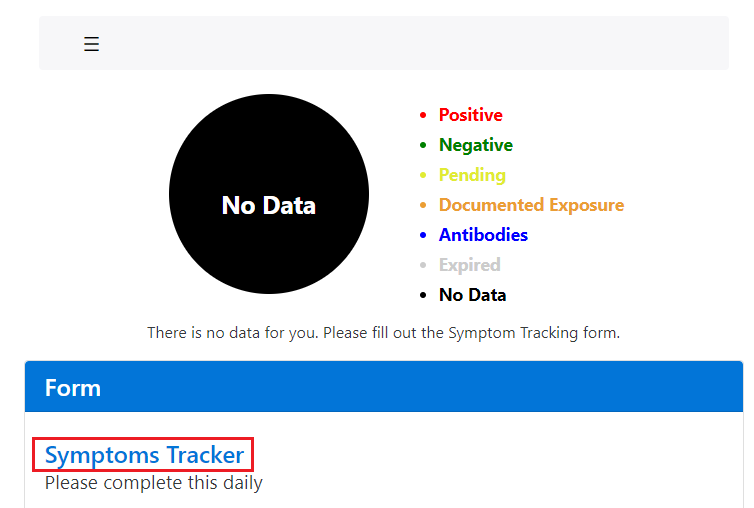 No Data
Positive
Negative
Pending
Documented Exposure
Antibodies
Expired
No Data
There is no data for you. Please fill out the Symptom Tracking form.
Form
Symptoms Tracker
Please complete this daily